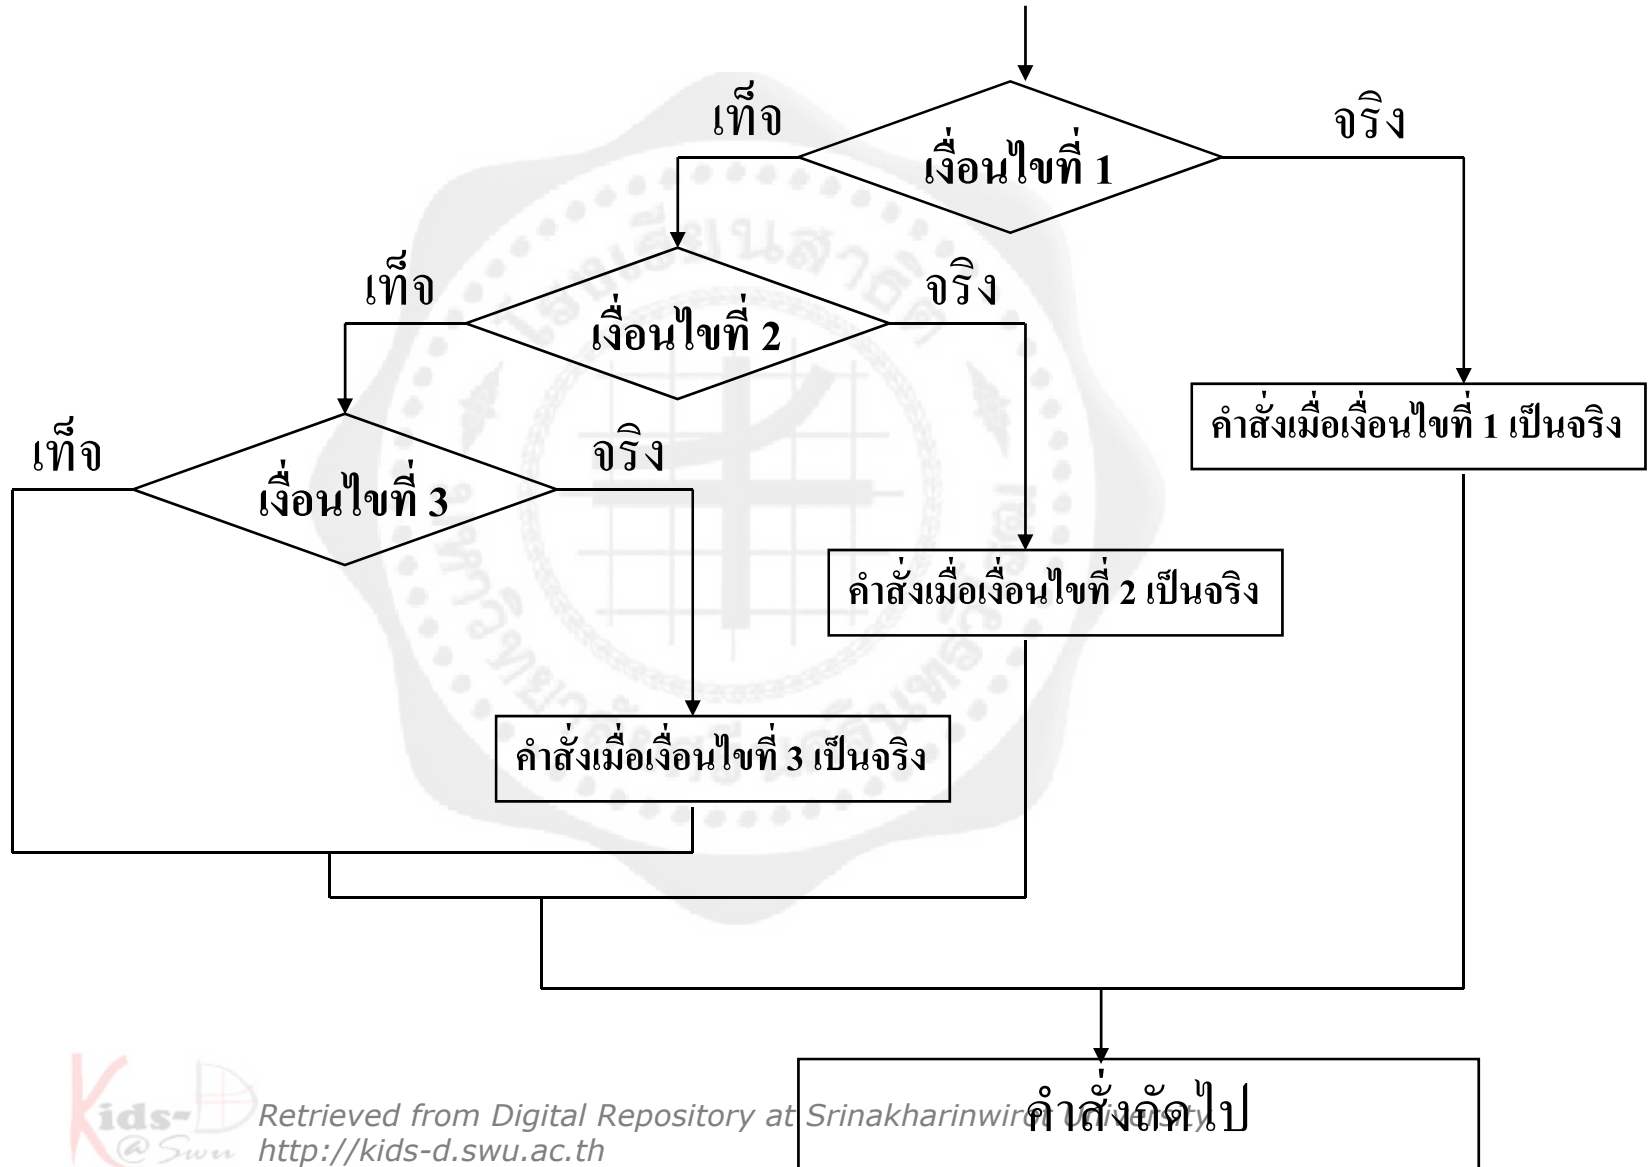 เท็จ
จริง
เงื่อนไขที่ 1
เท็จ
จริง
เงื่อนไขที่ 2
คำสั่งเมื่อเงื่อนไขที่ 1 เป็นจริง
เท็จ
จริง
เงื่อนไขที่ 3
คำสั่งเมื่อเงื่อนไขที่ 2 เป็นจริง
คำสั่งเมื่อเงื่อนไขที่ 3 เป็นจริง
คำสั่งถัดไป
Kids-D
@ Swu
Retrieved from Digital Repository at Srinakharinwirot University
http://kids-d.swu.ac.th